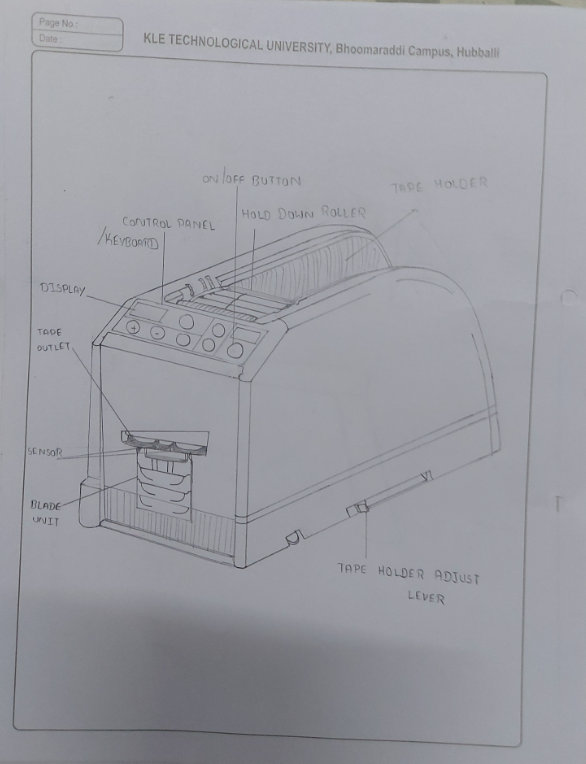 Page No :
Date :
KLE TECHNOLOGICAL UNIVERSITY, Bhoomaraddi Campus, Hubballi
ON/OFF BUTTON
TAPE HOLDER
CONTROL PANEL
/KEYBOARD
HOLD DOWN ROLLER
DISPLAY
TAPE
OUTLET
SENSOR
BLADE
UNIT
TAPE HOLDER ADJUST
LEVER